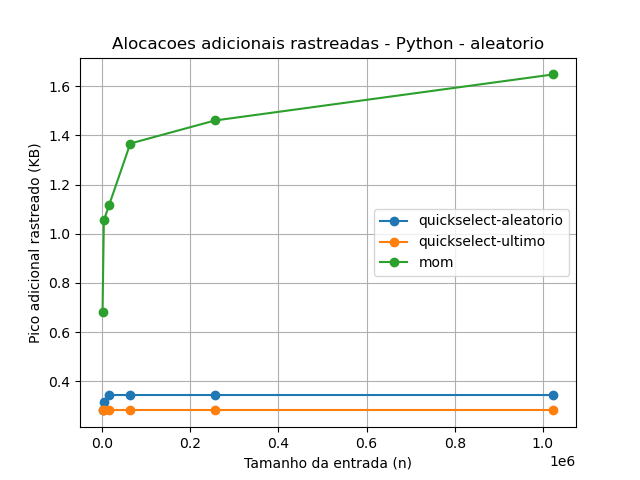 Alocacoes adicionais rastreadas - Python - aleatorio
Pico adicional rastreado (KB)
1.6
1.4
1.2
1.0
0.8
0.6
0.4
quickselect-aleatorio
quickselect-ultimo
mom
0.0 0.2 0.4 0.6 0.8 1.0
1e6
Tamanho da entrada (n)